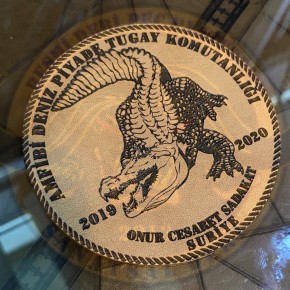 AMFİBİ DENİZ PİYADE TUGAY KOMUTANLIĞI
2019
2020
ONUR CESARET SADAKAT
SURİYE